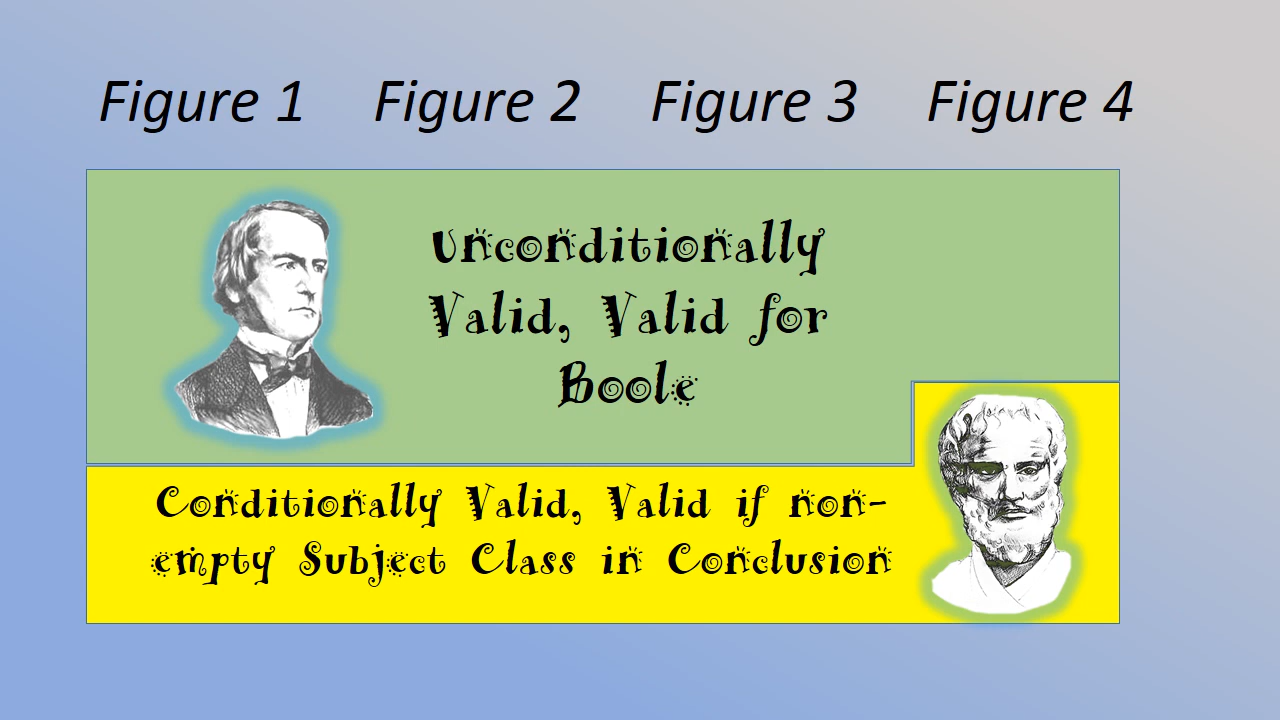 Figure 1 Figure 2 Figure 3 Figure 4
Unconditionally
Valid, Valid for
Boole
Conditionally Valid, Valid if non-
empty Subject Class in Conclusion